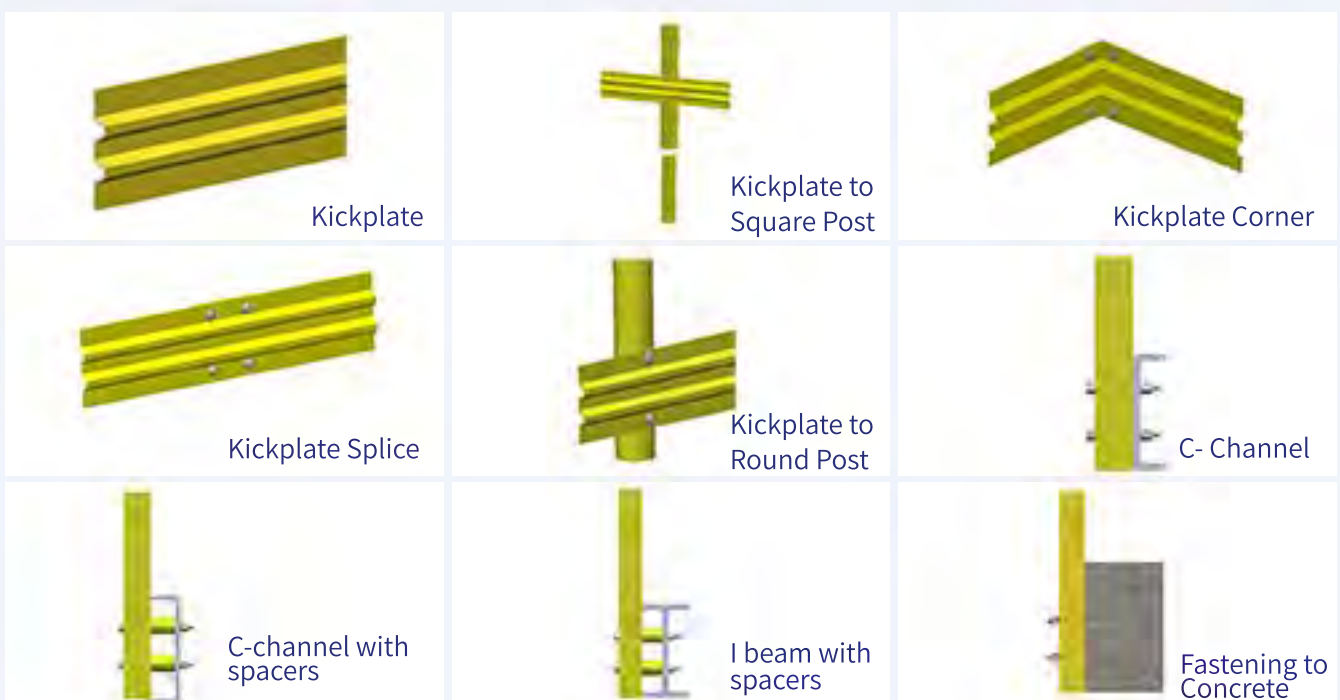 Kickplate
Kickplate to
Square Post
Kickplate Corner
Kickplate Splice
Kickplate to
Round Post
C- Channel
C-channel with
spacers
I beam with
spacers
Fastening to
Concrete